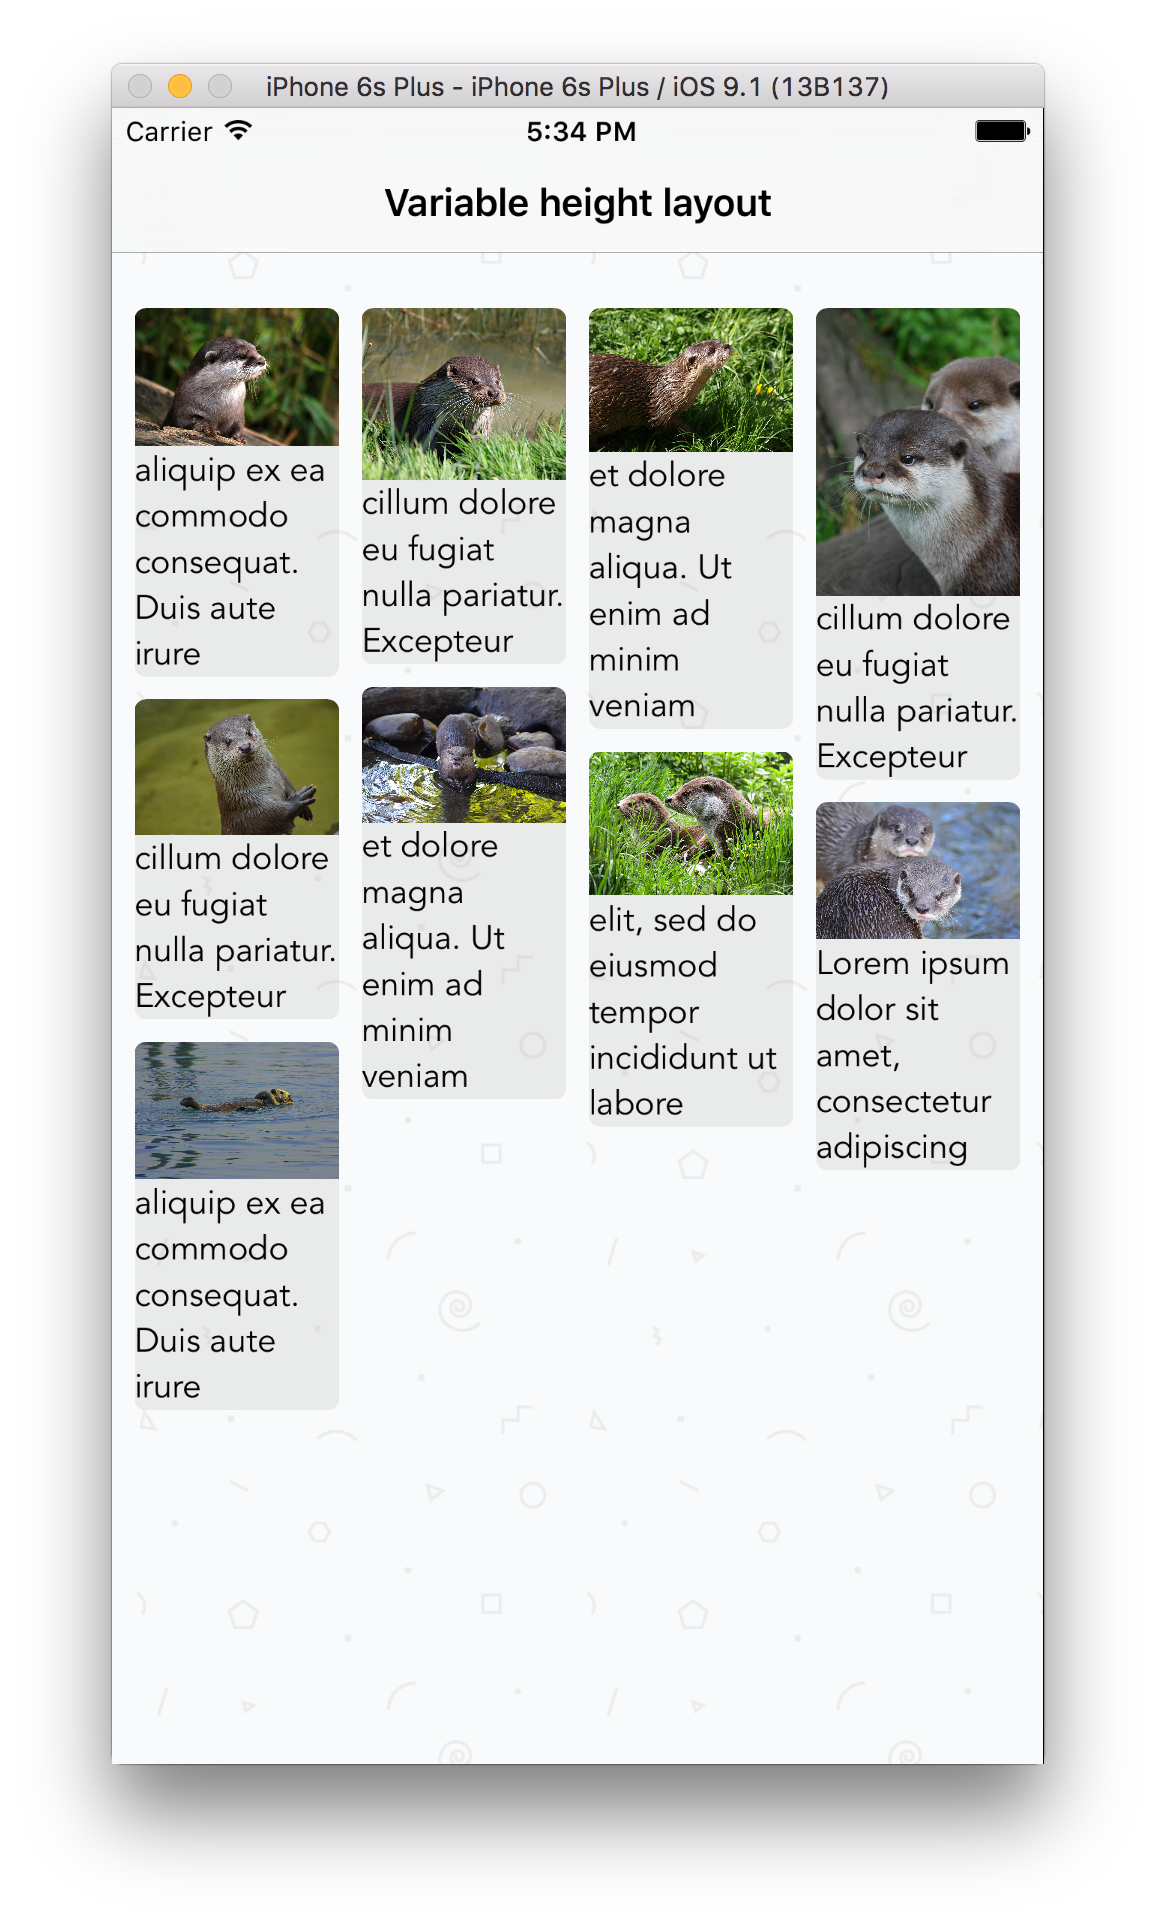 iPhone 6s Plus - iPhone 6s Plus / iOS 9.1 (13B137)
Carrier
5:34 PM
Variable height layout
aliquip ex ea
commodo
consequat.
Duis aute
irure
cillum dolore
eu fugiat
nulla pariatur.
Excepteur
et dolore
magna
aliqua. Ut
enim ad
minim
veniam
cillum dolore
eu fugiat
nulla pariatur.
Excepteur
cillum dolore
eu fugiat
nulla pariatur.
Excepteur
et dolore
magna
aliqua. Ut
enim ad
minim
veniam
elit, sed do
eiusmod
tempor
incididunt ut
labore
Lorem ipsum
dolor sit
amet,
consectetur
adipiscing
aliquip ex ea
commodo
consequat.
Duis aute
irure